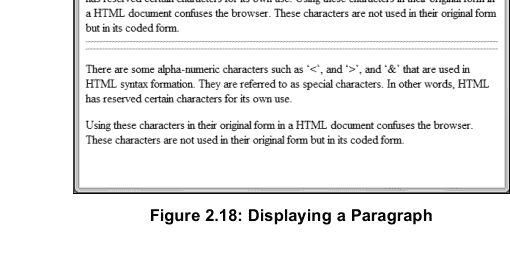 has reserved certain characters for its own use. Using these characters in their original form in
a HTML document confuses the browser. These characters are not used in their original form
but in its coded form.
There are some alpha-numeric characters such as ‘<’, and ‘>’, and ‘&’ that are used in
HTML syntax formation. They are referred to as special characters. In other words, HTML
has reserved certain characters for its own use.
Using these characters in their original form in a HTML document confuses the browser.
These characters are not used in their original form but in its coded form.
Figure 2.18: Displaying a Paragraph